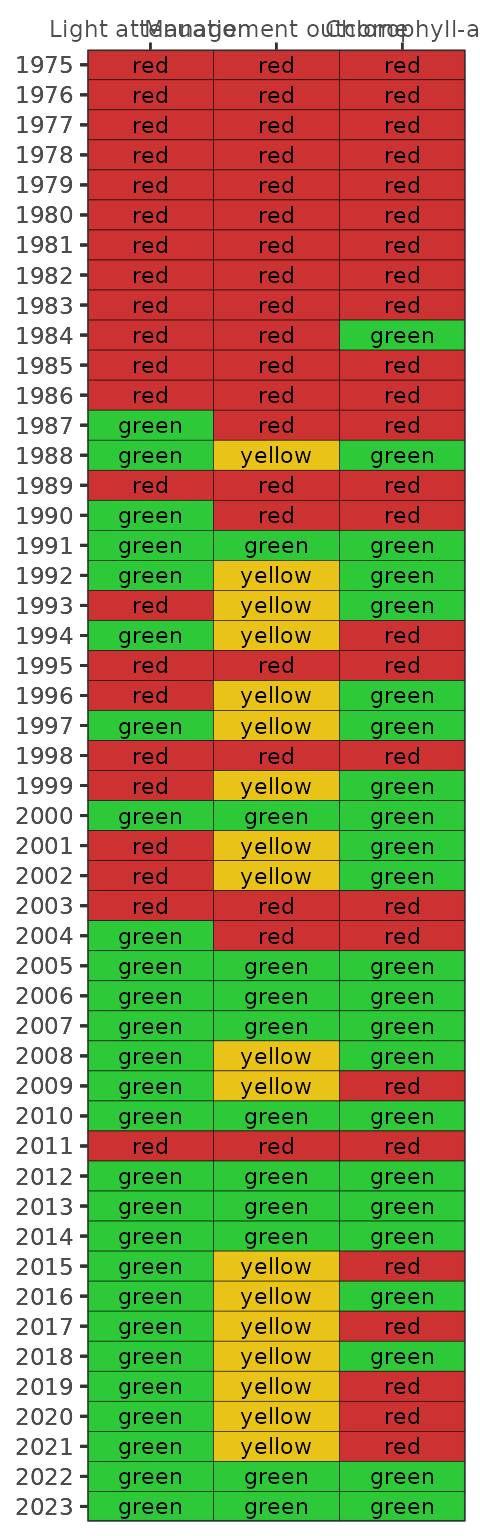 Light attenuation Management outcome Chlorophyll-a
1975 red red red
1976 red red red
1977 red red red
1978 red red red
1979 red red red
1980 red red red
1981 red red red
1982 red red red
1983 red red red
1984 red red green
1985 red red red
1986 red red red
1987 green red red
1988 green yellow green
1989 red red red
1990 green red red
1991 green green green
1992 green yellow green
1993 red yellow green
1994 green yellow red
1995 red red red
1996 red yellow green
1997 green yellow green
1998 red red red
1999 red yellow green
2000 green green green
2001 red yellow green
2002 red yellow green
2003 red red red
2004 green red red
2005 green green green
2006 green green green
2007 green green green
2008 green yellow green
2009 green yellow red
2010 green green green
2011 red red red
2012 green green green
2013 green green green
2014 green green green
2015 green yellow red
2016 green yellow green
2017 green yellow red
2018 green yellow green
2019 green yellow red
2020 green yellow red
2021 green yellow red
2022 green green green
2023 green green green